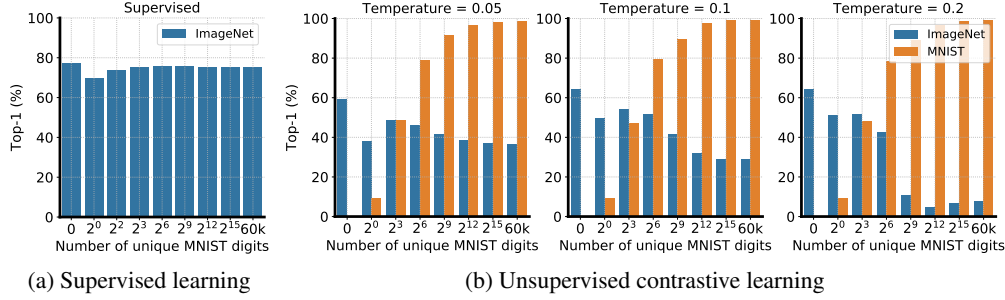 Supervised
Temperature = 0.05
Temperature = 0.1
Temperature = 0.2
100
80
60
40
20
0
Top-1 (%)
ImageNet
0 2^0 2^2 2^3 2^6 2^9 2^12 2^15 60k
Number of unique MNIST digits
100
80
60
40
20
0
Top-1 (%)
0 2^0 2^3 2^6 2^9 2^12 2^15 60k
Number of unique MNIST digits
100
80
60
40
20
0
0 2^0 2^3 2^6 2^9 2^12 2^15 60k
Number of unique MNIST digits
100
80
60
40
20
0
ImageNet
MNIST
0 2^0 2^3 2^6 2^9 2^12 2^15 60k
Number of unique MNIST digits
(a) Supervised learning
(b) Unsupervised contrastive learning